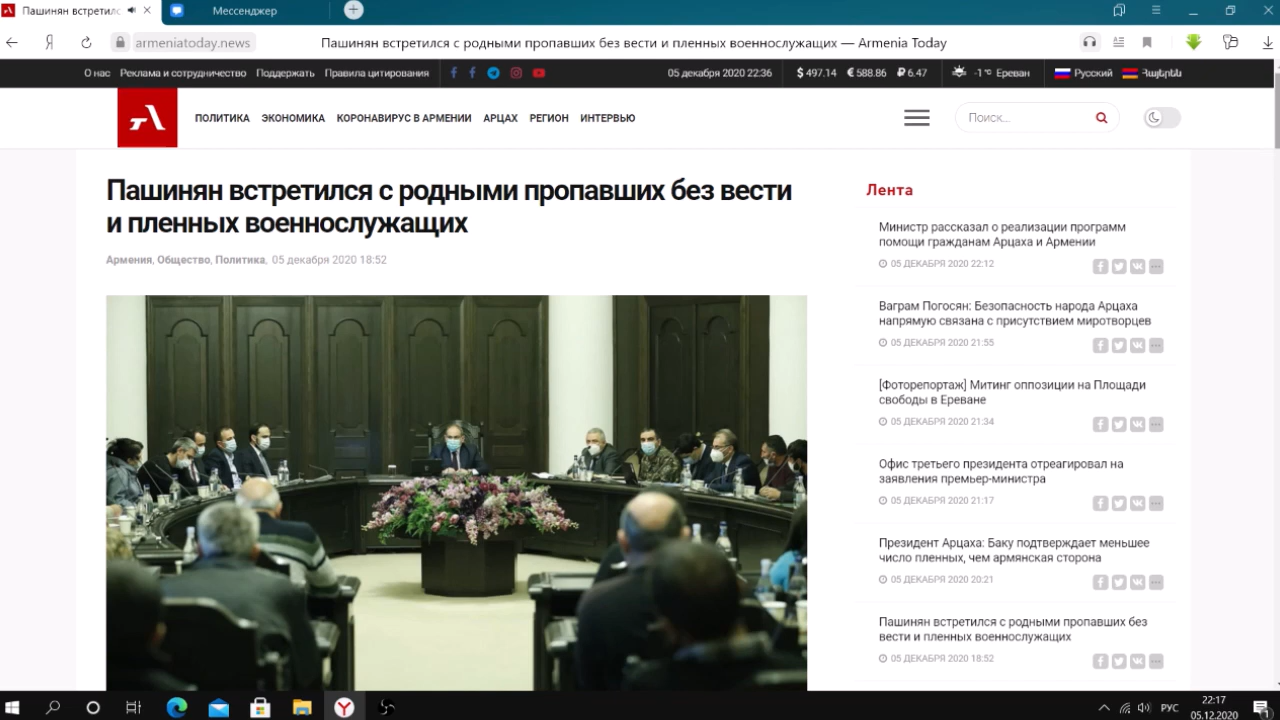 Пашинян встретилс
Мессенджер
armeniatoday.news
Пашинян встретился с родными пропавших без вести и пленных военнослужащих — Armenia Today
О нас Реклама и сотрудничество Поддержать Правила цитирования
05 декабря 2020 22:36
$ 497.14 € 588.86 ₽ 6.47
-1 °C Ереван
Русский Հայերեն
ПОЛИТИКА ЭКОНОМИКА КОРОНАВИРУС В АРМЕНИИ АРЦАХ РЕГИОН ИНТЕРВЬЮ
Поиск...
Пашинян встретился с родными пропавших без вести
и пленных военнослужащих
Армения, Общество, Политика, 05 декабря 2020 18:52
Лента
Министр рассказал о реализации программ
помощи гражданам Арцаха и Армении
05 ДЕКАБРЯ 2020 22:12
Ваграм Погосян: Безопасность народа Арцаха
напрямую связана с присутствием миротворцев
05 ДЕКАБРЯ 2020 21:55
[Фоторепортаж] Митинг оппозиции на Площади
свободы в Ереване
05 ДЕКАБРЯ 2020 21:34
Офис третьего президента отреагировал на
заявления премьер-министра
05 ДЕКАБРЯ 2020 21:17
Президент Арцаха: Баку подтверждает меньшее
число пленных, чем армянская сторона
05 ДЕКАБРЯ 2020 20:21
Пашинян встретился с родными пропавших без
вести и пленных военнослужащих
05 ДЕКАБРЯ 2020 18:52
РУС
22:17
05.12.2020